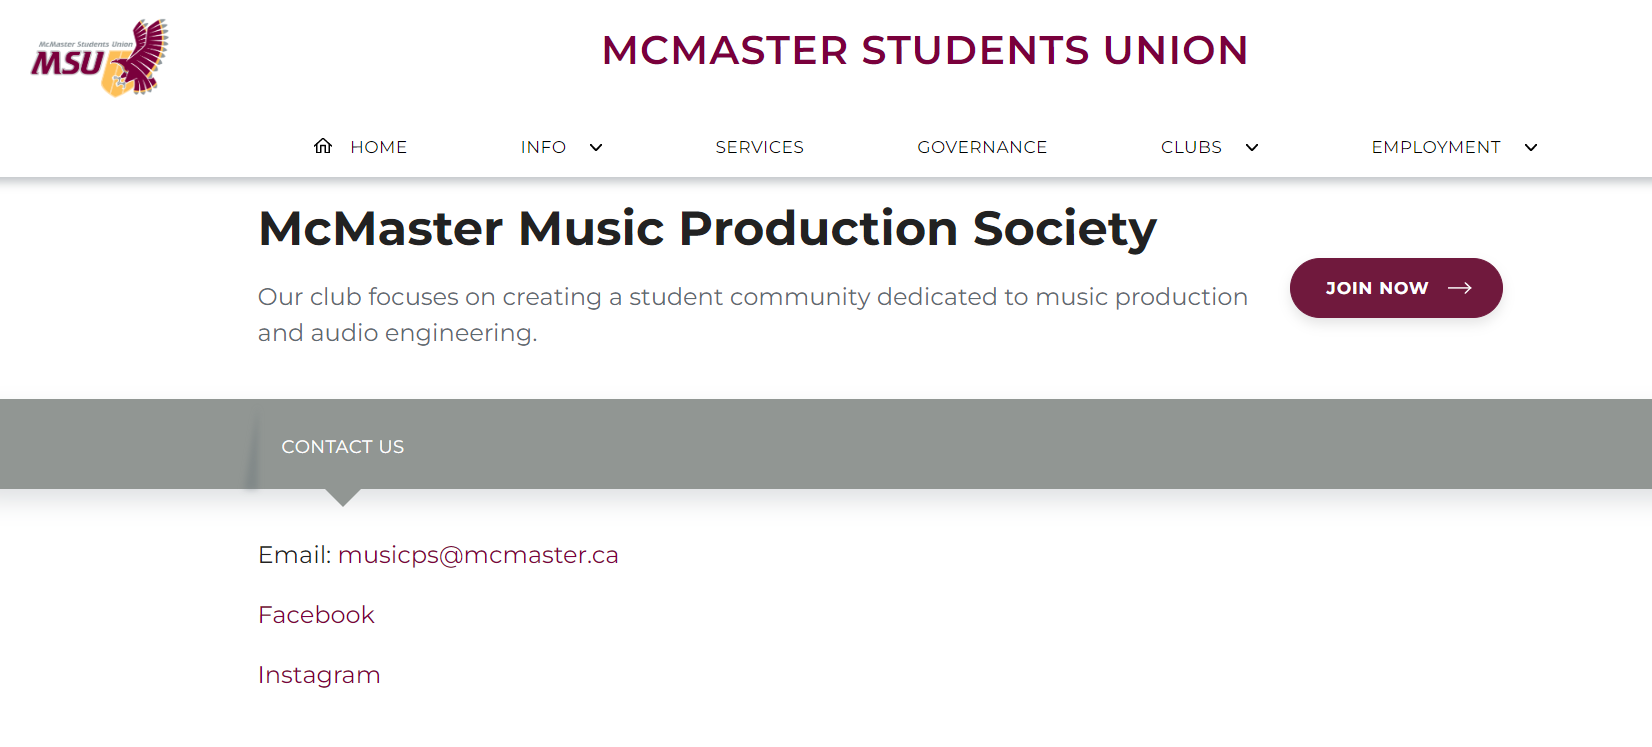 McMaster Students Union
MSU
MCMASTER STUDENTS UNION
HOME
INFO
SERVICES
GOVERNANCE
CLUBS
EMPLOYMENT
McMaster Music Production Society
Our club focuses on creating a student community dedicated to music production
and audio engineering.
JOIN NOW
CONTACT US
Email: musicps@mcmaster.ca
Facebook
Instagram